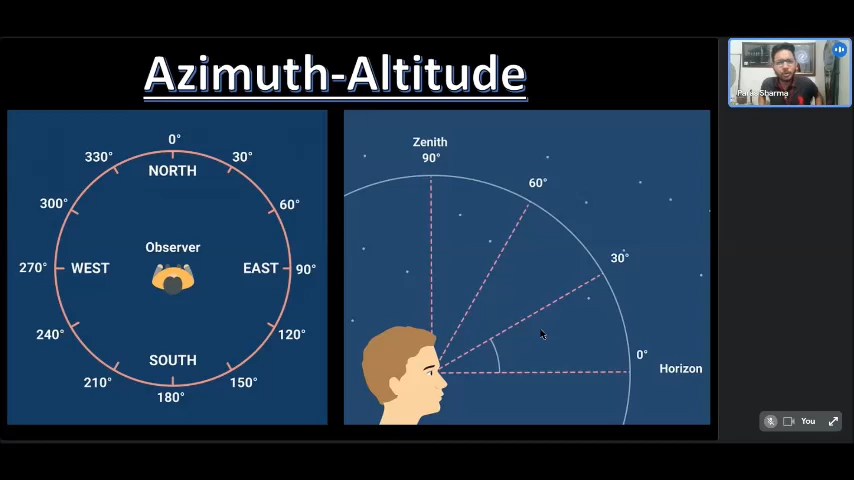 Azimuth-Altitude
0°
330°
30°
NORTH
300°
60°
Observer
270°
WEST
EAST
90°
240°
120°
SOUTH
210°
150°
180°
Zenith
90°
60°
30°
0°
Horizon
Sharma
You